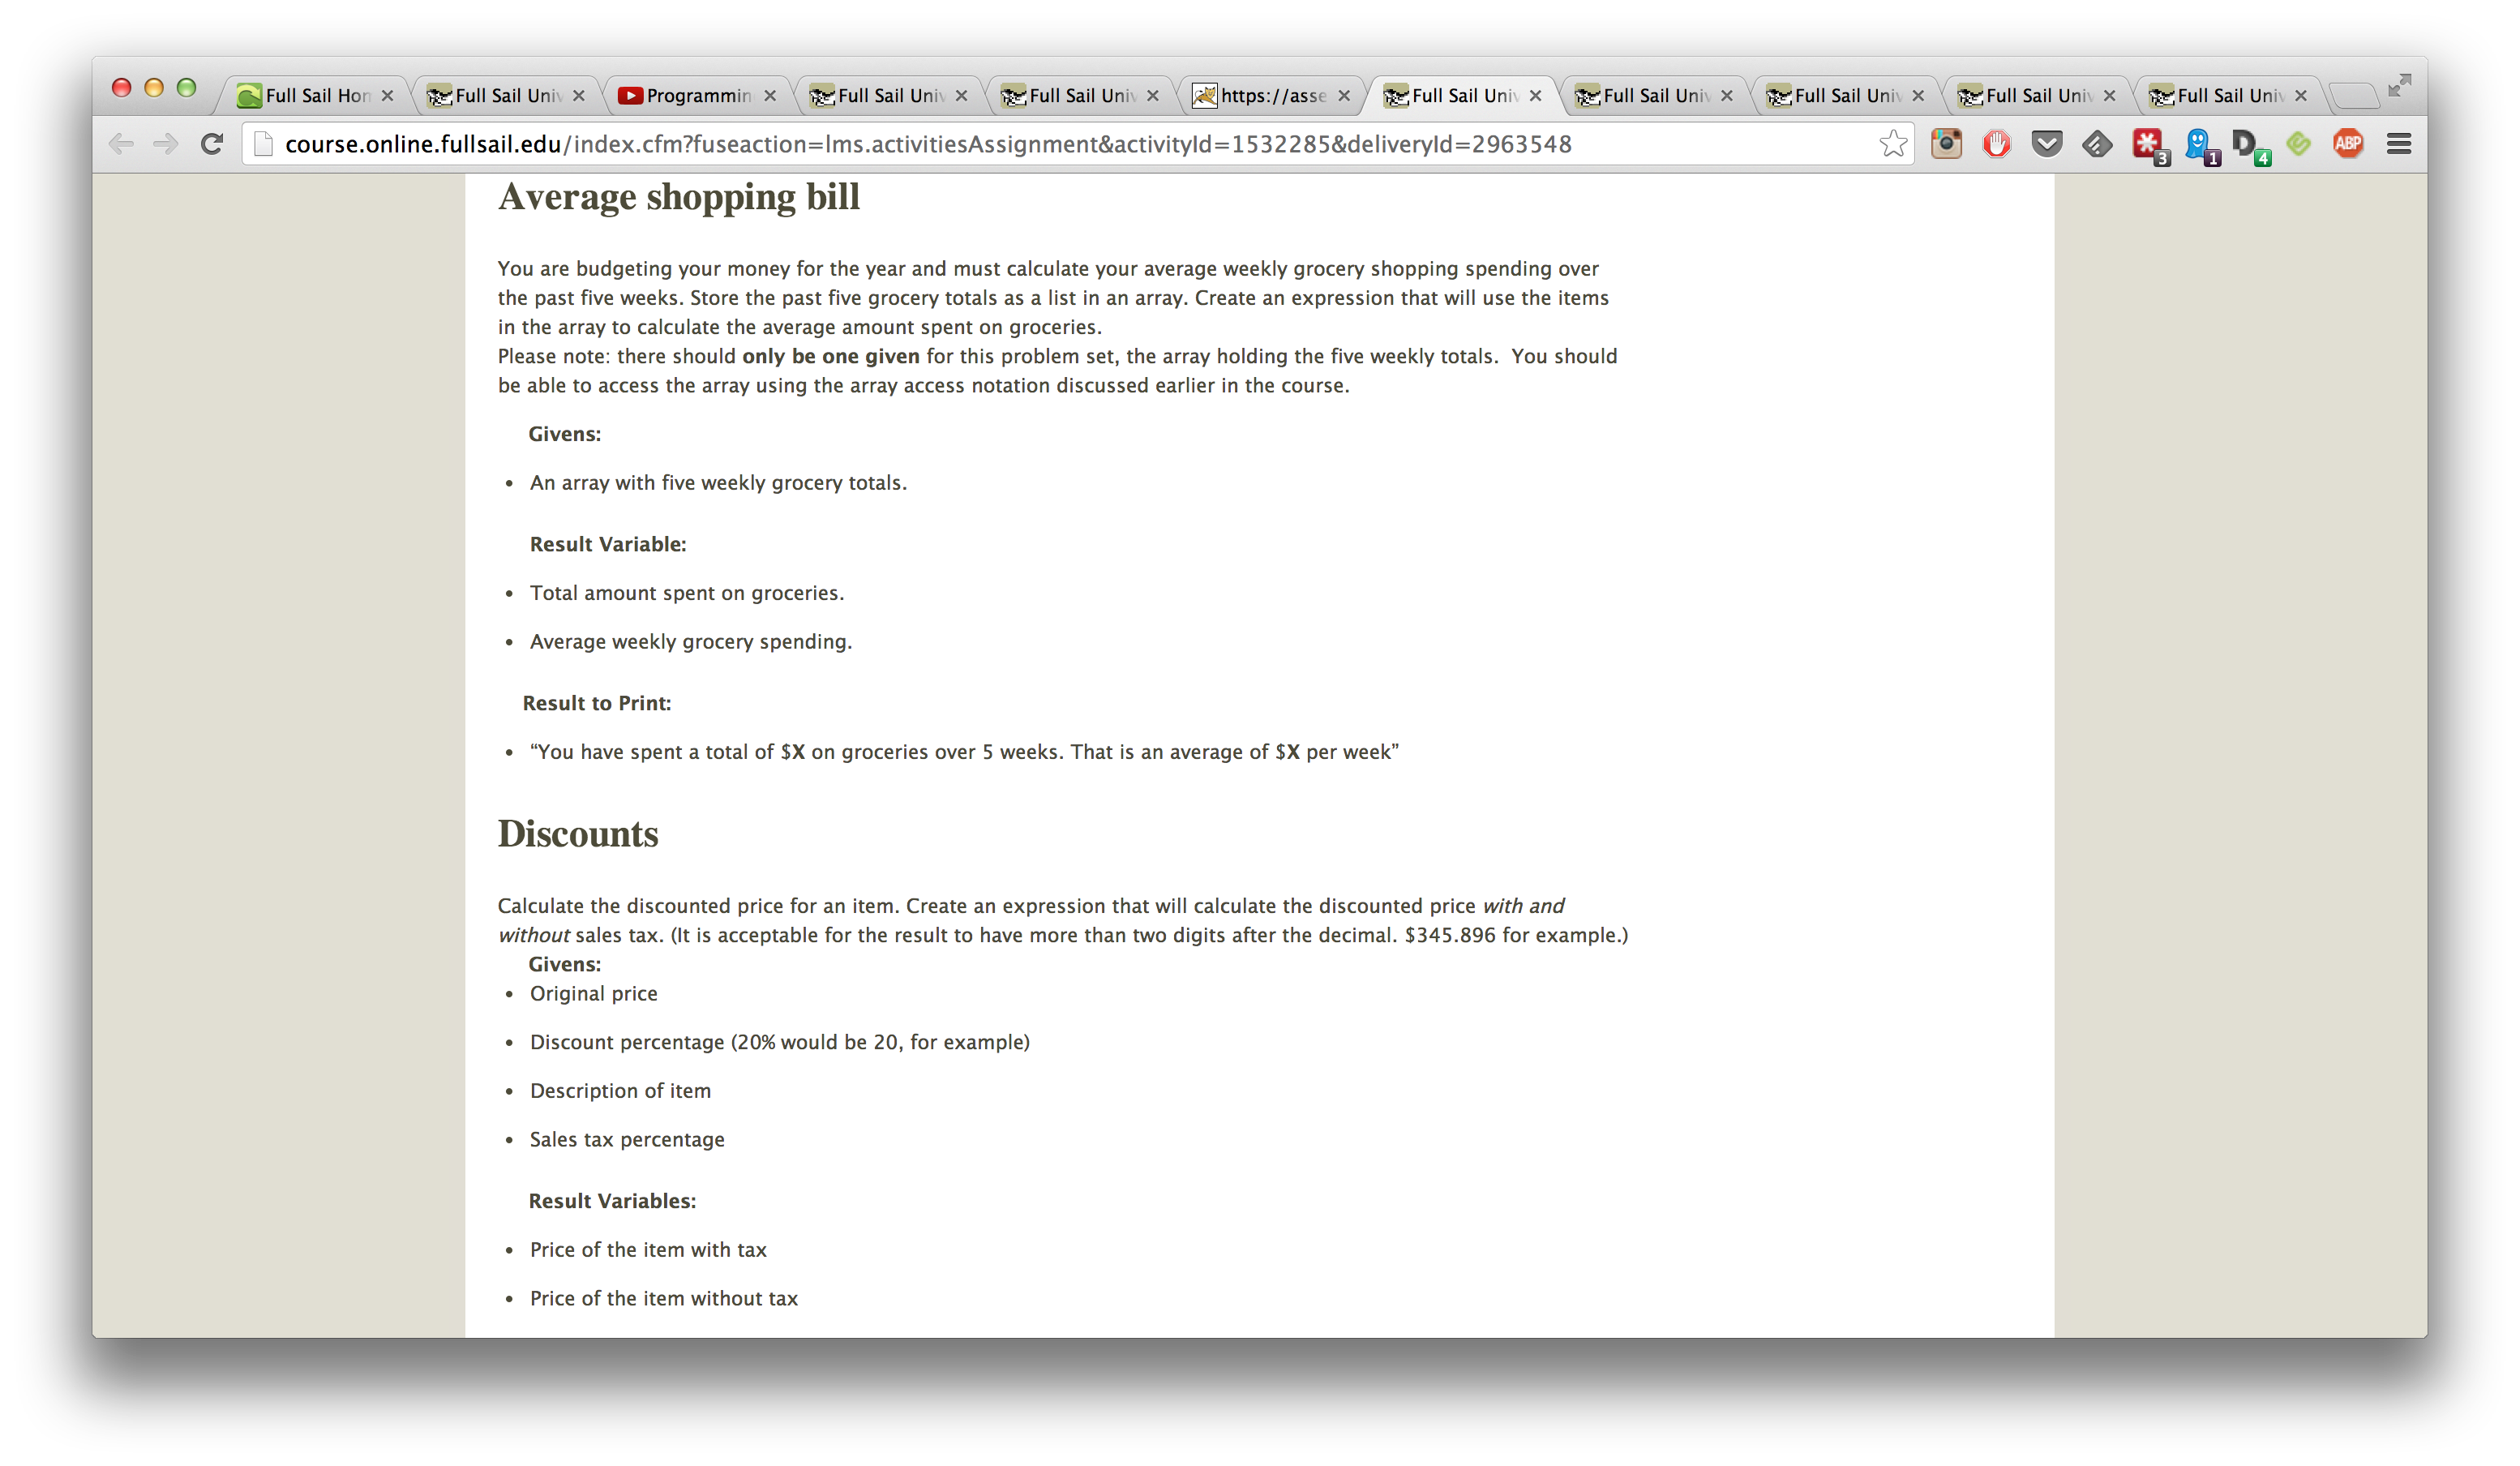 Full Sail Hon
Full Sail Univ
Programmin
Full Sail Univ
Full Sail Univ
https://asse
Full Sail Univ
Full Sail Univ
Full Sail Univ
Full Sail Univ
Full Sail Univ
course.online.fullsail.edu/index.cfm?fuseaction=lms.activitiesAssignment&activityId=1532285&deliveryId=2963548
3
1
D
4
ABP
Average shopping bill
You are budgeting your money for the year and must calculate your average weekly grocery shopping spending over
the past five weeks. Store the past five grocery totals as a list in an array. Create an expression that will use the items
in the array to calculate the average amount spent on groceries.
Please note: there should only be one given for this problem set, the array holding the five weekly totals.  You should
be able to access the array using the array access notation discussed earlier in the course.
Givens:
• An array with five weekly grocery totals.
Result Variable:
• Total amount spent on groceries.
• Average weekly grocery spending.
Result to Print:
• “You have spent a total of $X on groceries over 5 weeks. That is an average of $X per week”
Discounts
Calculate the discounted price for an item. Create an expression that will calculate the discounted price with and
without sales tax. (It is acceptable for the result to have more than two digits after the decimal. $345.896 for example.)
Givens:
• Original price
• Discount percentage (20% would be 20, for example)
• Description of item
• Sales tax percentage
Result Variables:
• Price of the item with tax
• Price of the item without tax